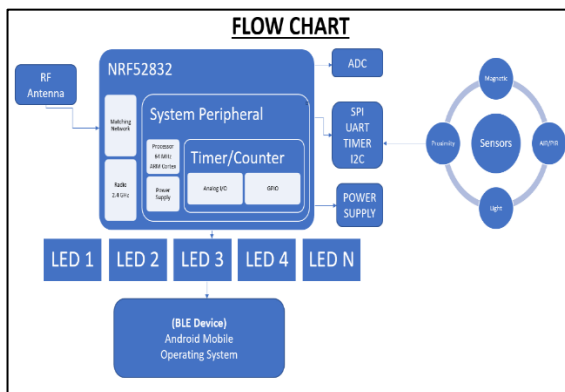 FLOW CHART
NRF52832
RF
Antenna
Matching
Network
Radio
2.4 GHz
System Peripheral
Processor
64 MHz
ARM Cortex
Power
Supply
Timer/Counter
Analog I/O
GPIO
ADC
SPI
UART
TIMER
I2C
POWER
SUPPLY
Magnetic
Proximity
Sensors
Light
LED 1
LED 2
LED 3
LED 4
LED N
(BLE Device)
Android Mobile
Operating System